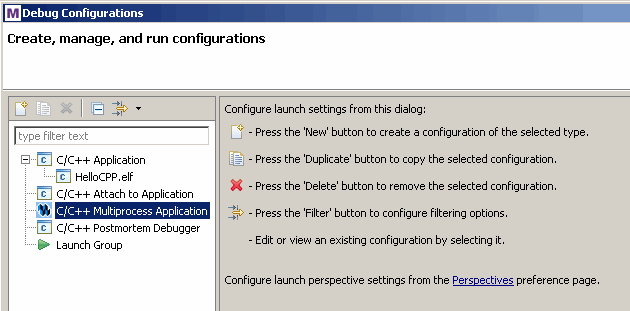 Debug Configurations
Create, manage, and run configurations
type filter text
C/C++ Application
HelloCPP.elf
C/C++ Attach to Application
C/C++ Multiprocess Application
C/C++ Postmortem Debugger
Launch Group
Configure launch settings from this dialog:
- Press the 'New' button to create a configuration of the selected type.
- Press the 'Duplicate' button to copy the selected configuration.
- Press the 'Delete' button to remove the selected configuration.
- Press the 'Filter' button to configure filtering options.
- Edit or view an existing configuration by selecting it.
Configure launch perspective settings from the Perspectives preference page.